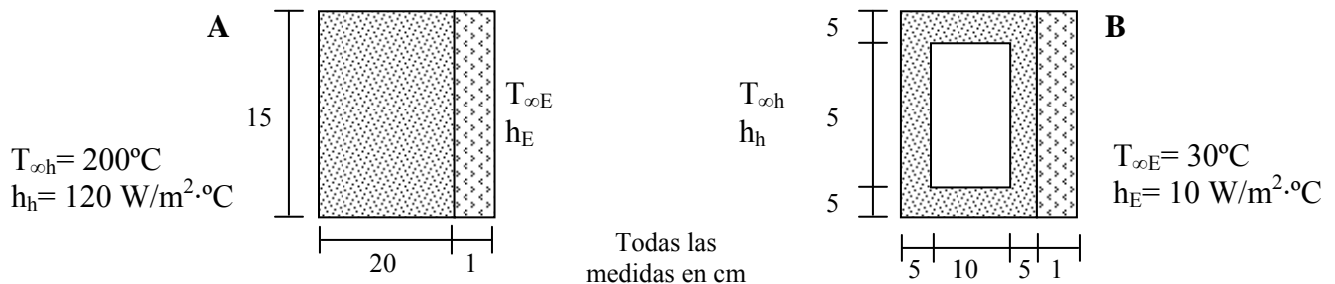 A
15
T∞h= 200ºC
hh= 120 W/m2·ºC
20
1
T∞E
hE
Todas las
medidas en cm
B
T∞h
hh
5
5
5
5
10
5
1
T∞E= 30ºC
hE= 10 W/m2·ºC